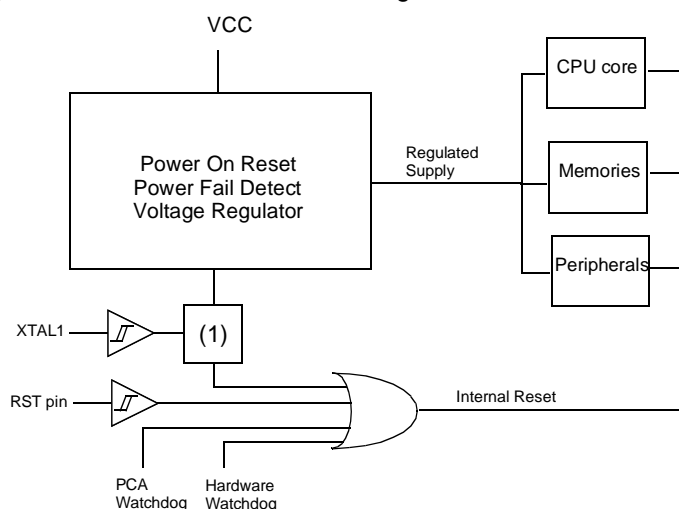 VCC
CPU core
Power On Reset
Power Fail Detect
Voltage Regulator
Regulated
Supply
Memories
Peripherals
XTAL1
(1)
RST pin
Internal Reset
PCA
Watchdog
Hardware
Watchdog